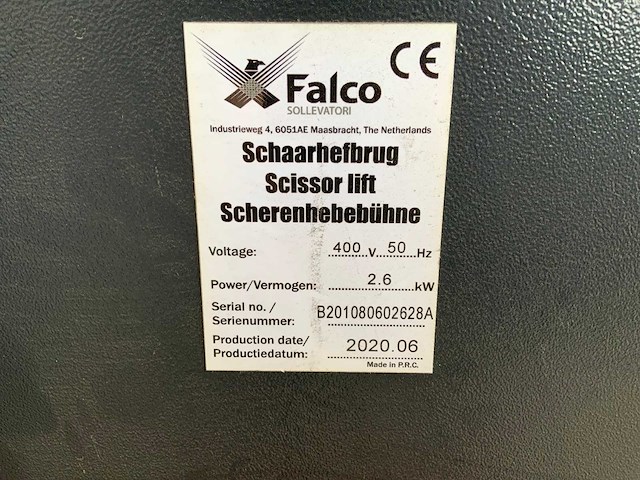 Falco CE
SOLLEVATORI
Industrieweg 4, 6051AE Maasbracht, The Netherlands
Schaarhefbrug
Scissor lift
Scherenhebebühne
Voltage: 400 V 50 Hz
Power/Vermogen: 2.6 kW
Serial no. /
Serienummer: B201080602628A
Production date/
Productiedatum: 2020.06
Made in P.R.C.